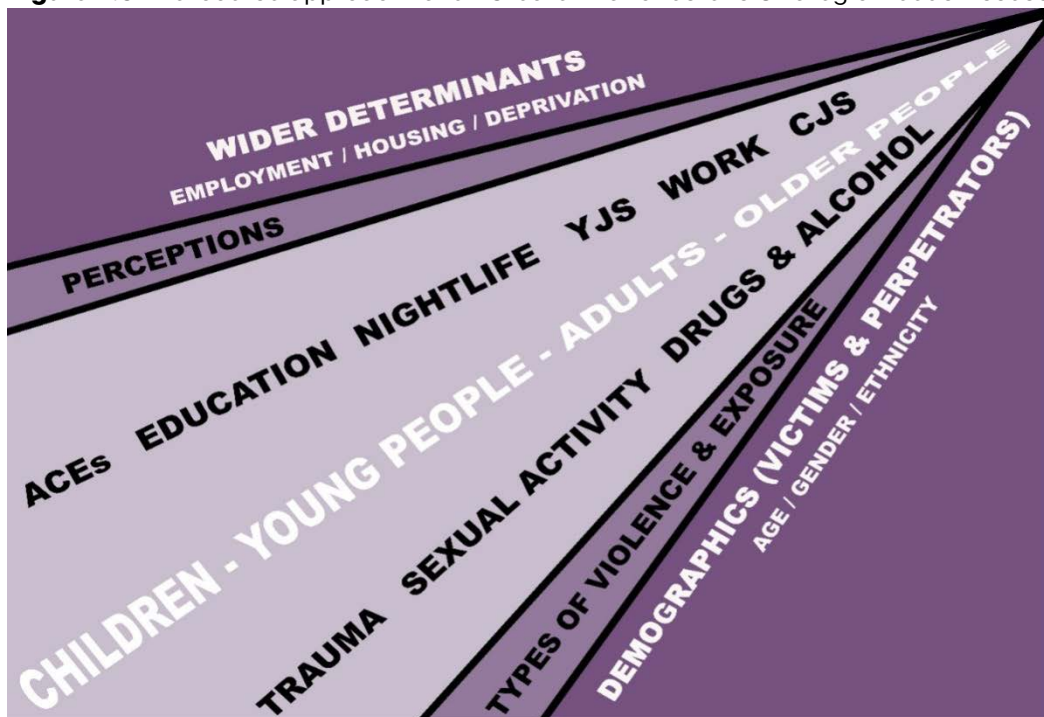 WIDER DETERMINANTS
EMPLOYMENT / HOUSING / DEPRIVATION
PERCEPTIONS
ACEs EDUCATION NIGHTLIFE YJS WORK CJS
CHILDREN - YOUNG PEOPLE - ADULTS - OLDER PEOPLE
TRAUMA SEXUAL ACTIVITY DRUGS & ALCOHOL
TYPES OF VIOLENCE & EXPOSURE
DEMOGRAPHICS (VICTIMS & PERPETRATORS)
AGE / GENDER / ETHNICITY